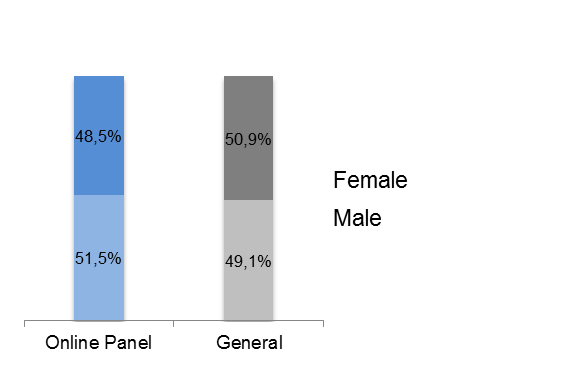 48,5%
50,9%
Female
Male
51,5%
49,1%
Online Panel
General